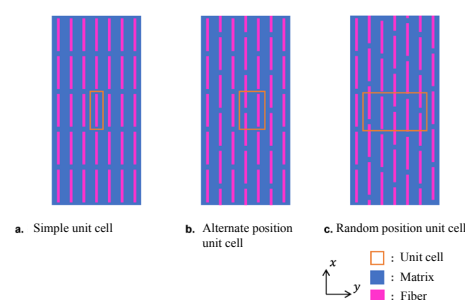 a. Simple unit cell
b. Alternate position
unit cell
c. Random position unit cell
x
y
: Unit cell
: Matrix
: Fiber